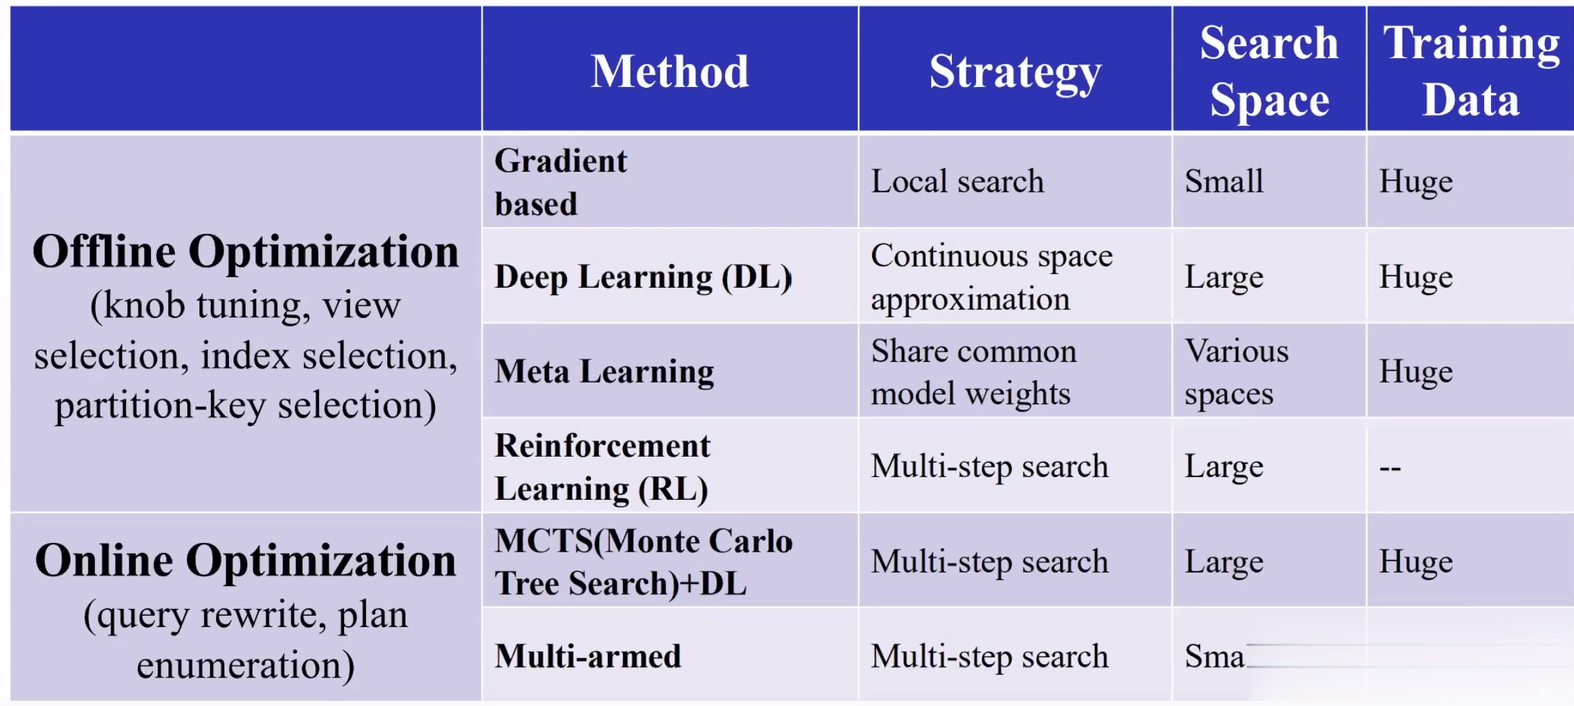 Method
Strategy
Search
Space
Training
Data
Offline Optimization
(knob tuning, view
selection, index selection,
partition-key selection)
Gradient
based
Local search
Small
Huge
Deep Learning (DL)
Continuous space
approximation
Large
Huge
Meta Learning
Share common
model weights
Various
spaces
Huge
Reinforcement
Learning (RL)
Multi-step search
Large
--
Online Optimization
(query rewrite, plan
enumeration)
MCTS(Monte Carlo
Tree Search)+DL
Multi-step search
Large
Huge
Multi-armed
Multi-step search
Sma